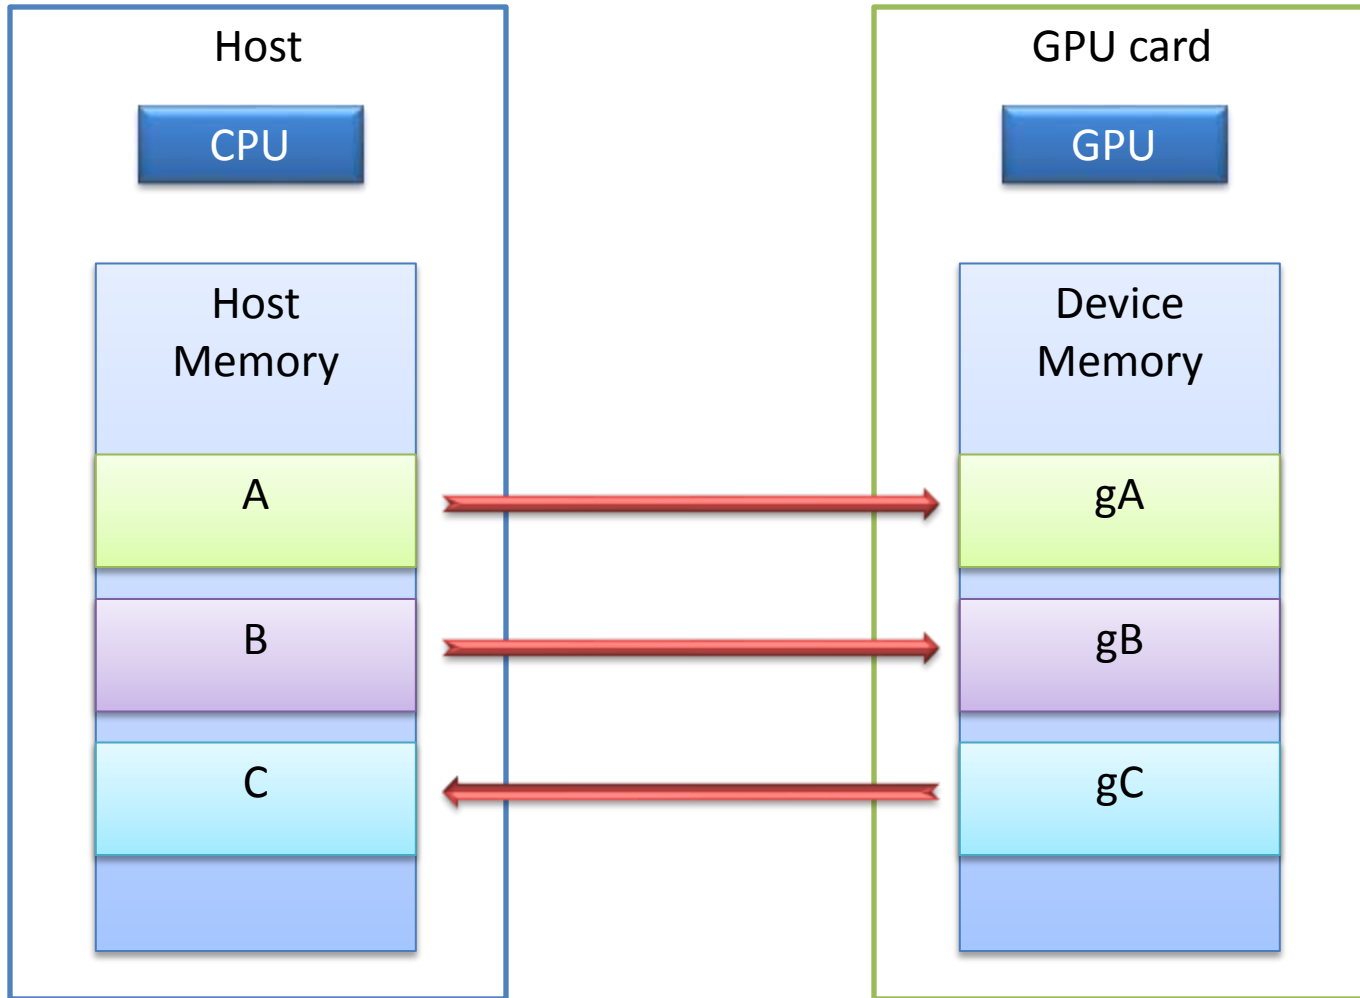 Host
CPU
Host
Memory
A
B
C
GPU card
GPU
Device
Memory
gA
gB
gC